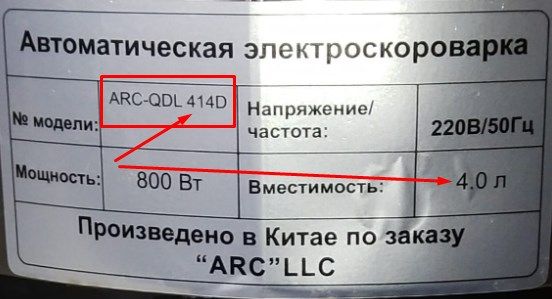 Автоматическая электроскороварка
№ модели: ARC-QDL 414D Напряжение/частота: 220В/50Гц
Мощность: 800 Вт Вместимость: 4.0 л
Произведено в Китае по заказу
“ARC”LLC